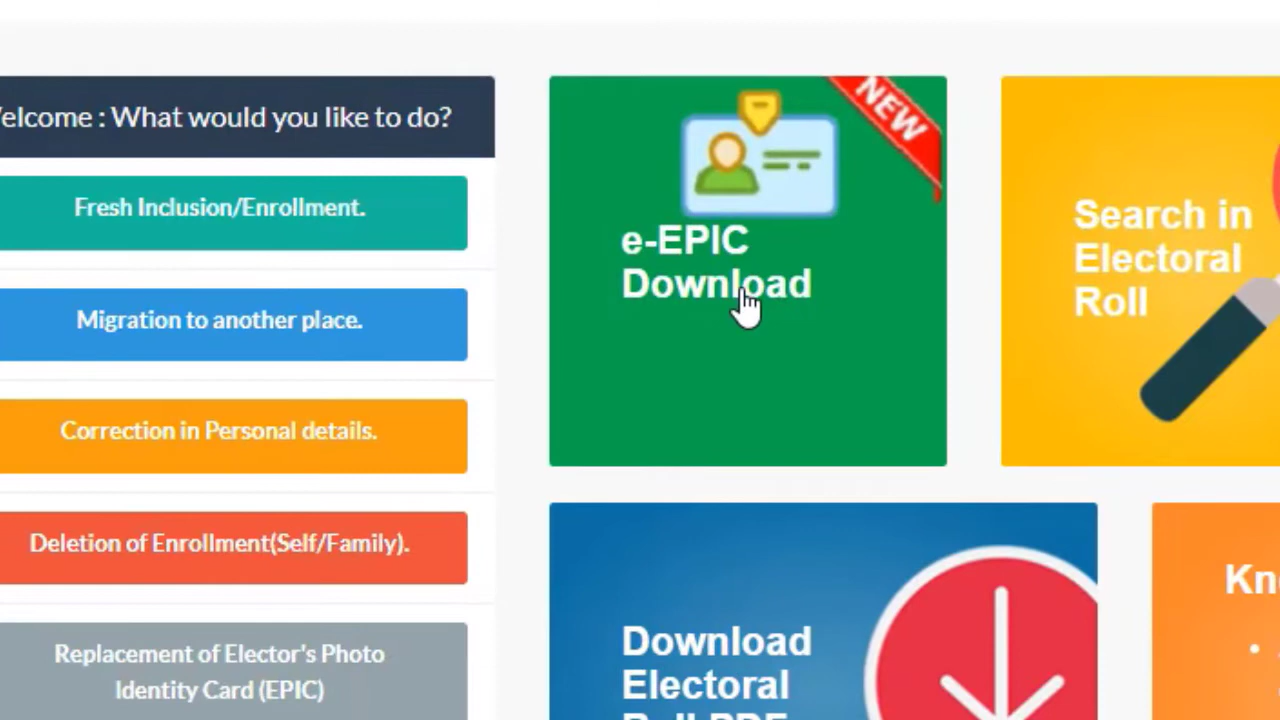 elcome : What would you like to do?
Fresh Inclusion/Enrollment.
Migration to another place.
Correction in Personal details.
Deletion of Enrollment(Self/Family).
Replacement of Elector's Photo
Identity Card (EPIC)
NEW
e-EPIC
Download
Search in
Electoral
Roll
Download
Electoral
Roll PDF
Kn